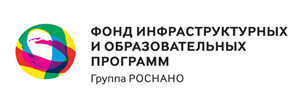 ФОНД ИНФРАСТРУКТУРНЫХ
И ОБРАЗОВАТЕЛЬНЫХ
ПРОГРАММ
Группа РОСНАНО